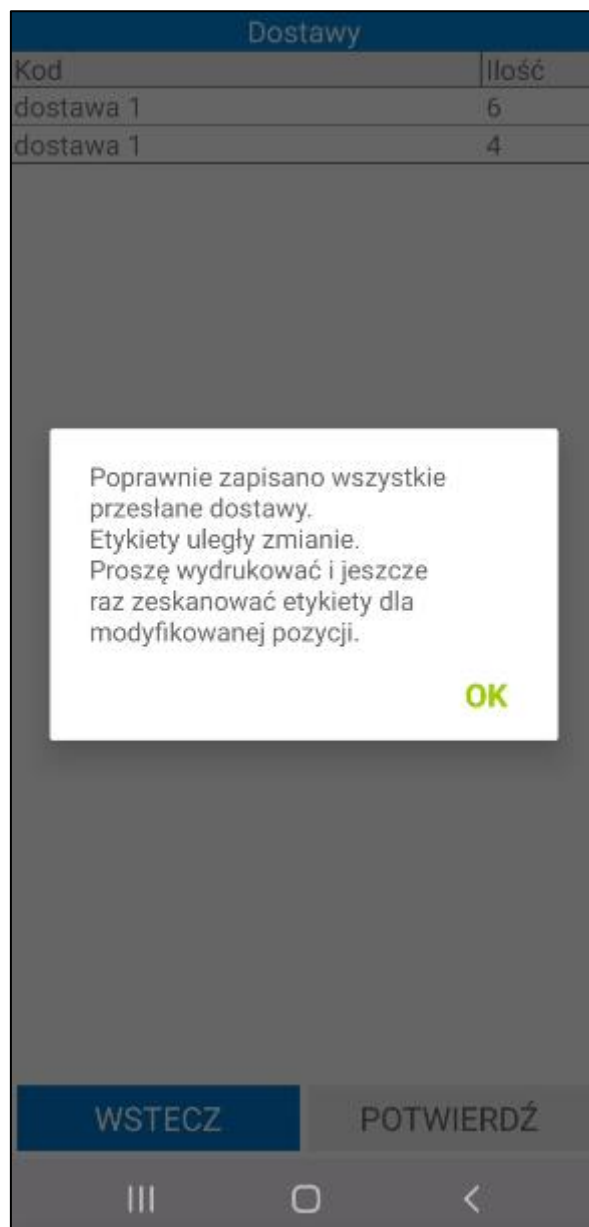 Dostawy
Kod Ilość
dostawa 1 6
dostawa 1 4
Poprawnie zapisano wszystkie
przesłane dostawy.
Etykiety uległy zmianie.
Proszę wydrukować i jeszcze
raz zeskanować etykiety dla
modyfikowanej pozycji.
OK
WSTECZ POTWIERDŹ